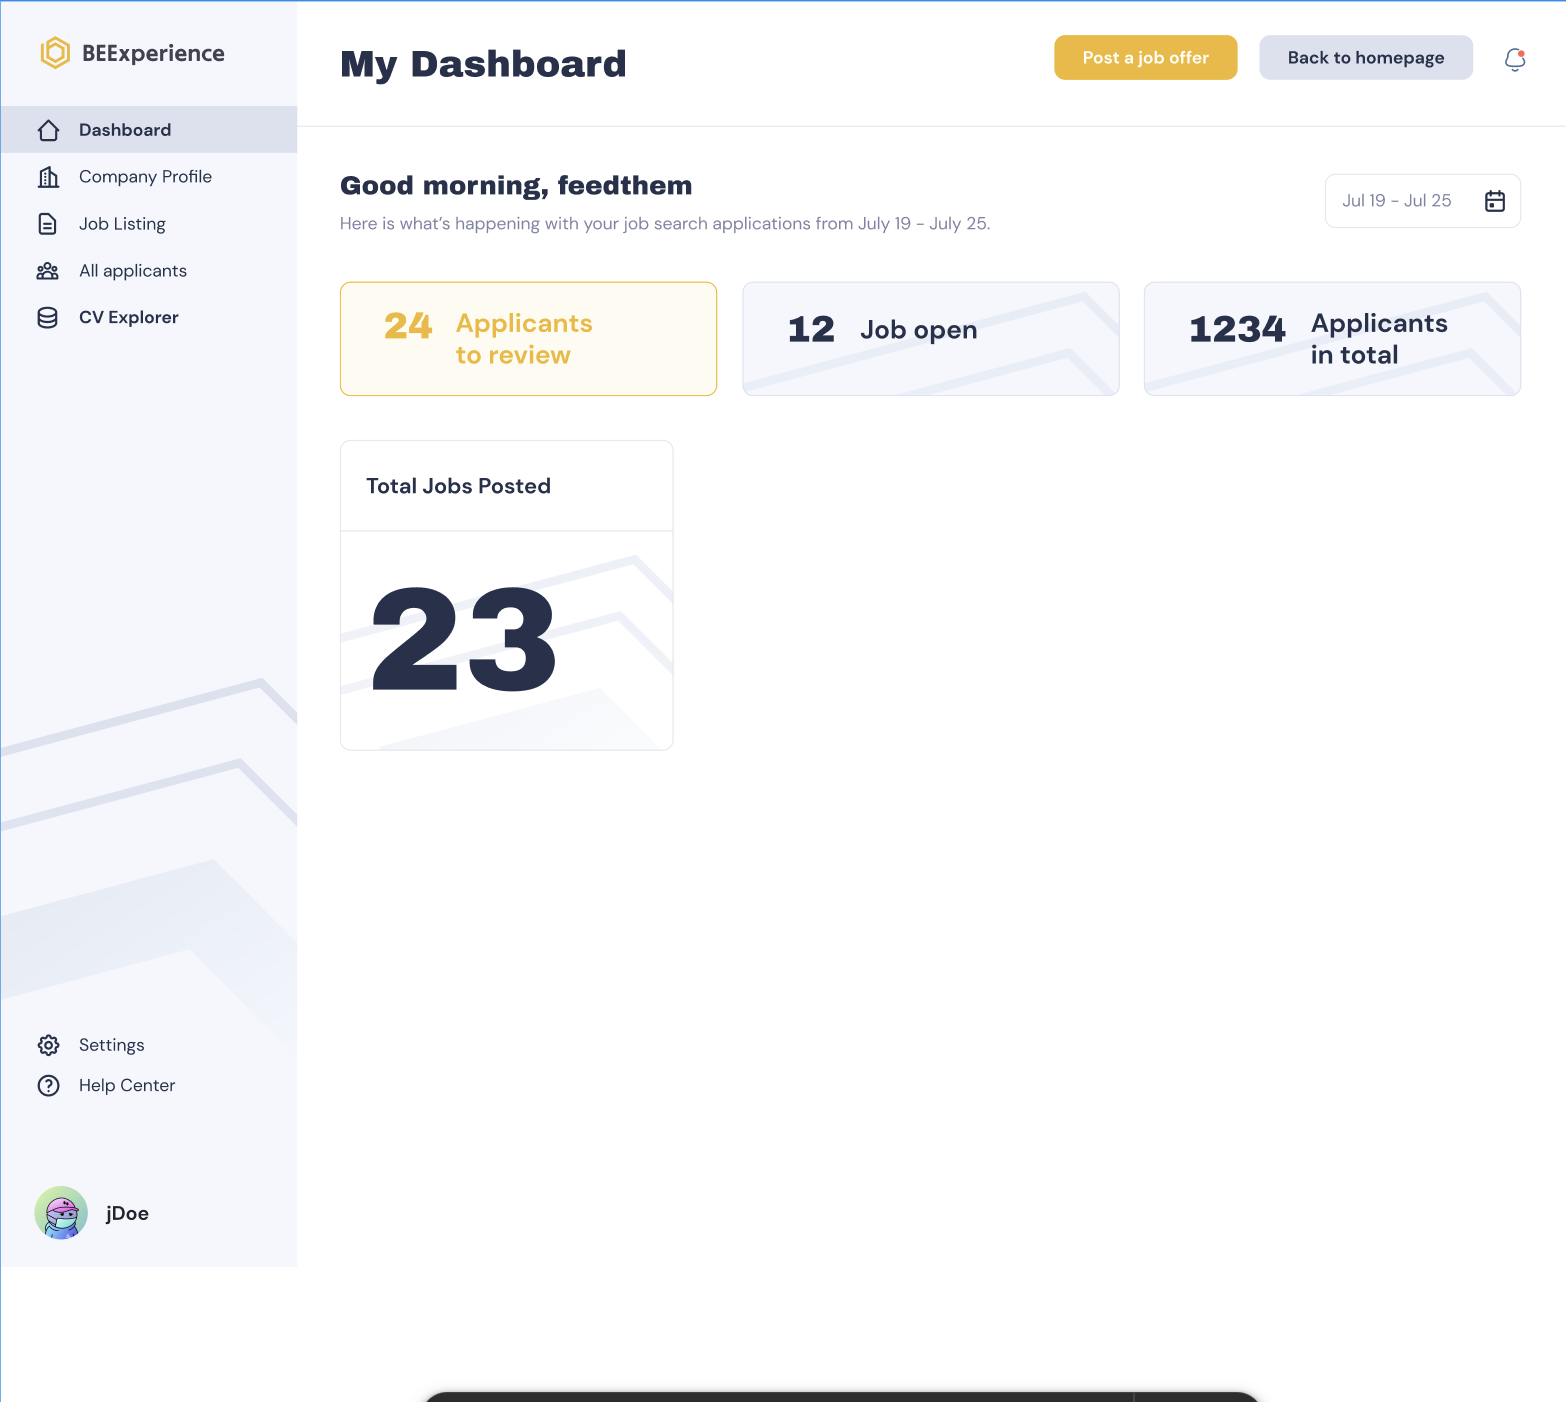 BEExperience
Dashboard
Company Profile
Job Listing
All applicants
CV Explorer
Settings
Help Center
jDoe
My Dashboard
Post a job offer
Back to homepage
Good morning, feedthem
Here is what's happening with your job search applications from July 19 - July 25.
Jul 19 - Jul 25
24 Applicants
to review
12 Job open
1234 Applicants
in total
Total Jobs Posted
23